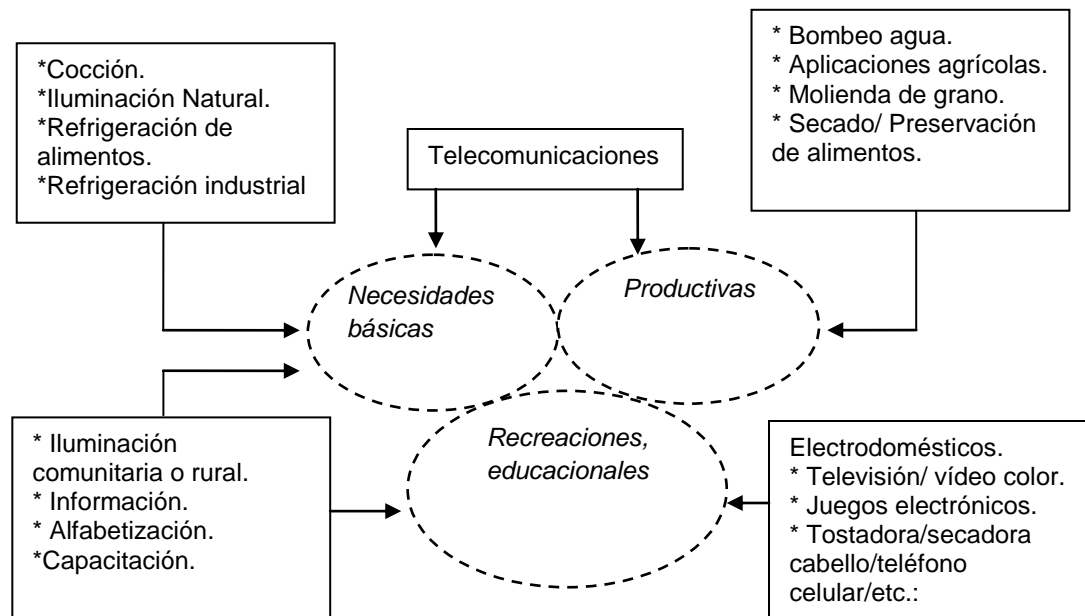 *Cocción.
*Iluminación Natural.
*Refrigeración de
alimentos.
*Refrigeración industrial
* Bombeo agua.
* Aplicaciones agrícolas.
* Molienda de grano.
* Secado/ Preservación
de alimentos.
Telecomunicaciones
Necesidades
básicas
Productivas
Recreaciones,
educacionales
* Iluminación
comunitaria o rural.
* Información.
* Alfabetización.
*Capacitación.
Electrodomésticos.
* Televisión/ vídeo color.
* Juegos electrónicos.
* Tostadora/secadora
cabello/teléfono
celular/etc.: